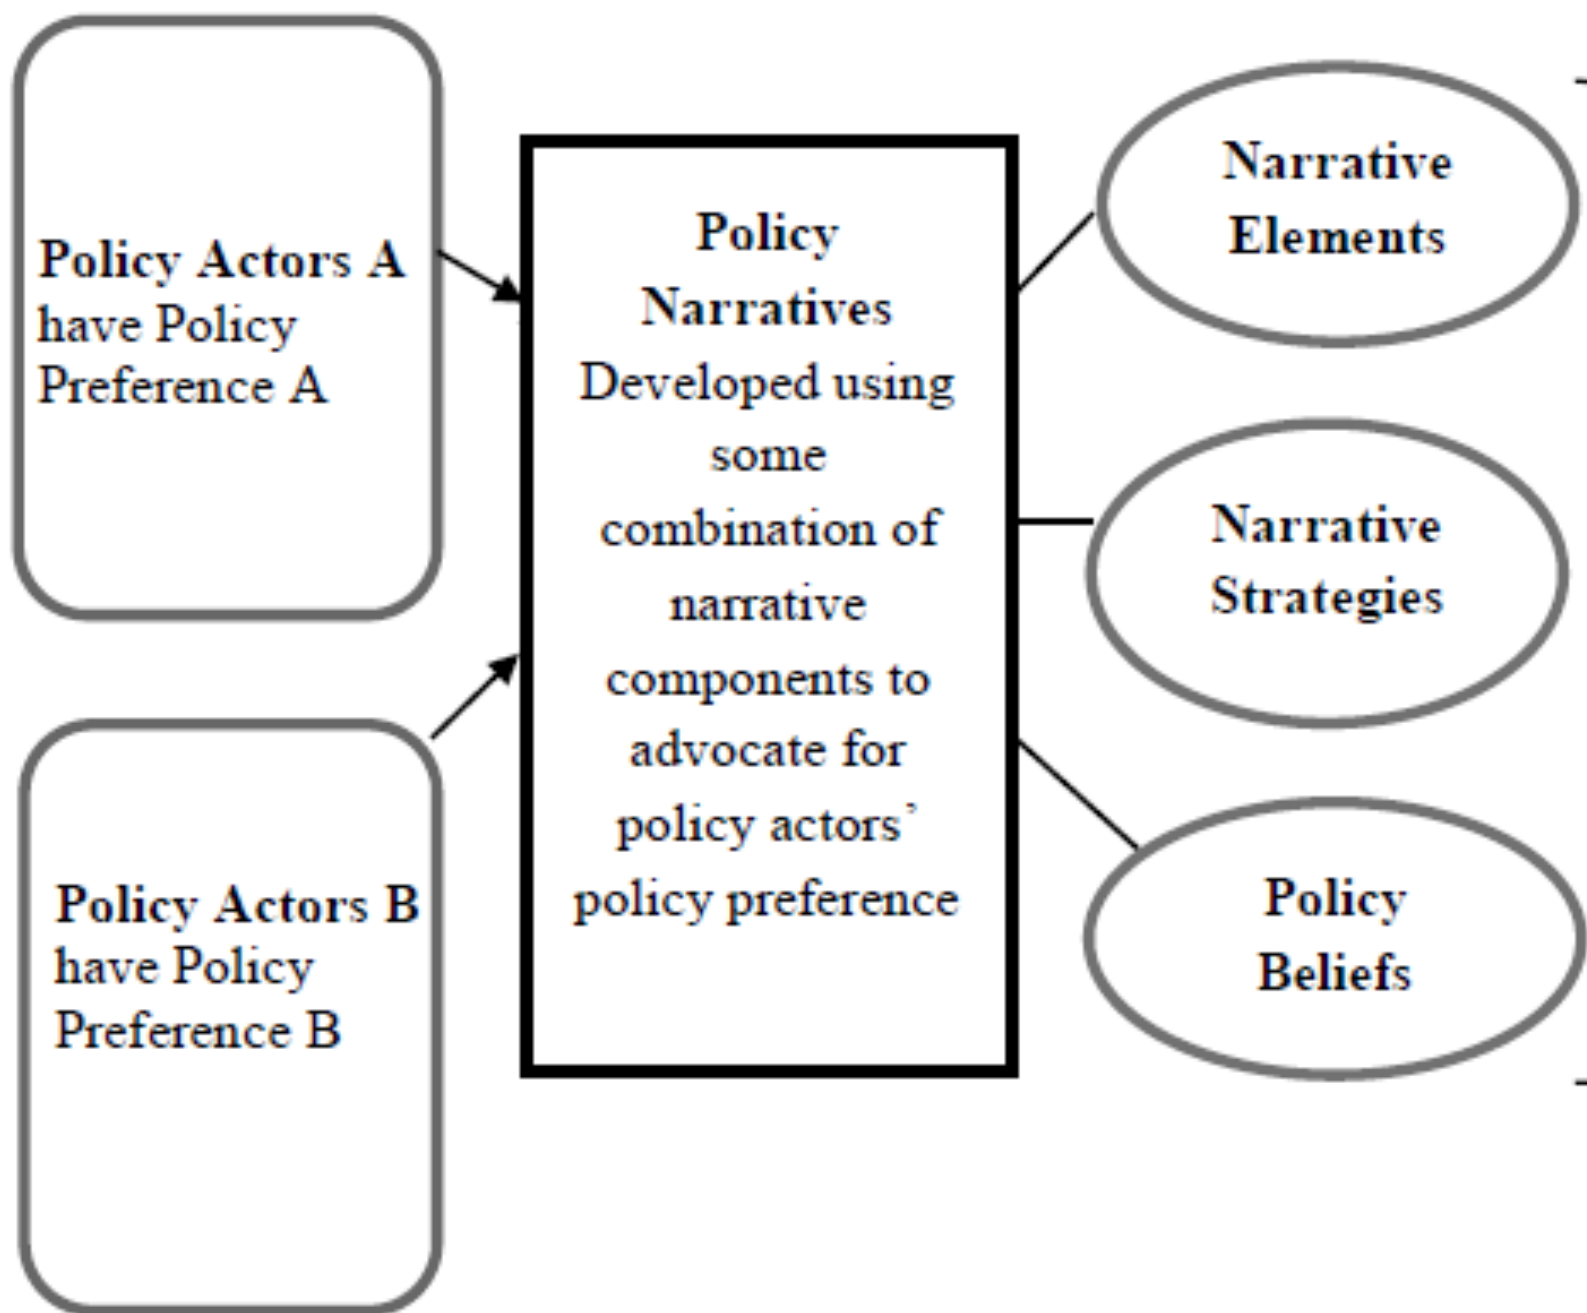 Policy Actors A
have Policy
Preference A
Policy Actors B
have Policy
Preference B
Policy
Narratives
Developed using
some
combination of
narrative
components to
advocate for
policy actors’
policy preference
Narrative
Elements
Narrative
Strategies
Policy
Beliefs